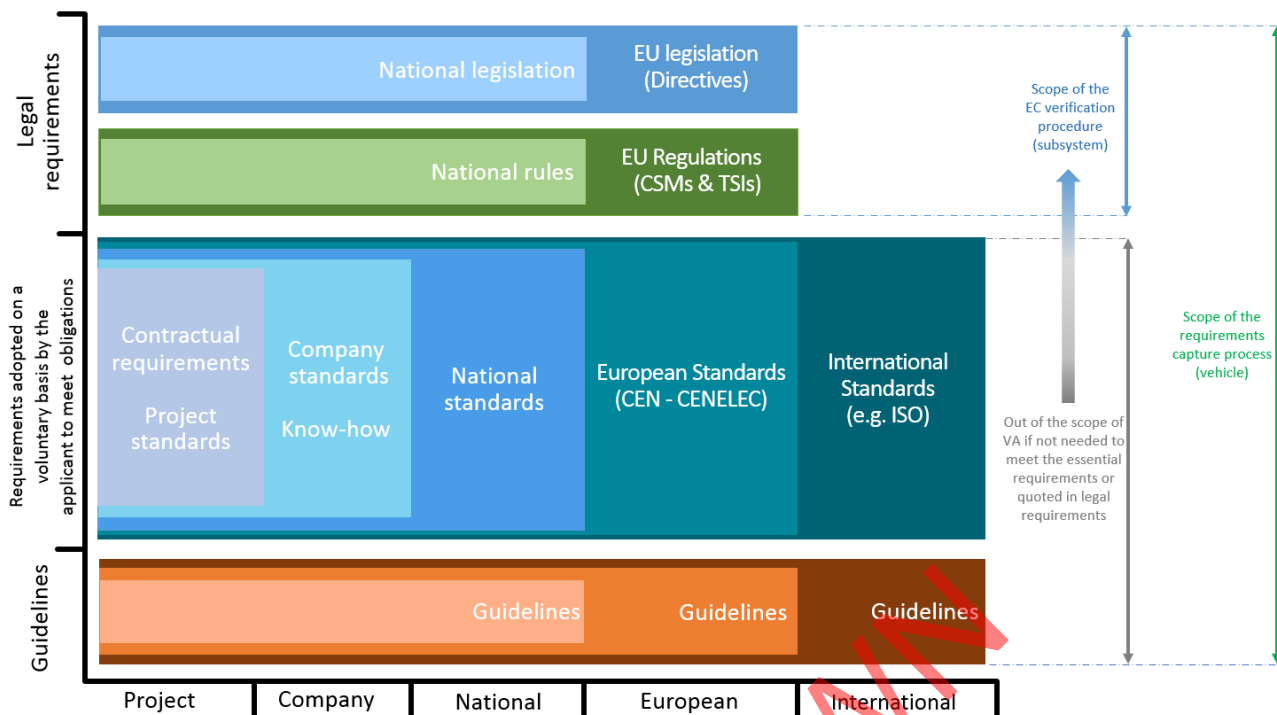 Legal
requirements
National legislation
EU legislation
(Directives)
National rules
EU Regulations
(CSMs & TSIs)
Scope of the
EC verification
procedure
(subsystem)
Requirements adopted on a
voluntary basis by the
applicant to meet obligations
Contractual
requirements
Project
standards
Company
standards
Know-how
National
standards
European Standards
(CEN - CENELEC)
International
Standards
(e.g. ISO)
Out of the scope of
VA if not needed to
meet the essential
requirements or
quoted in legal
requirements
Scope of the
requirements
capture process
(vehicle)
Guidelines
Guidelines
Guidelines
Guidelines
Project
Company
National
European
International